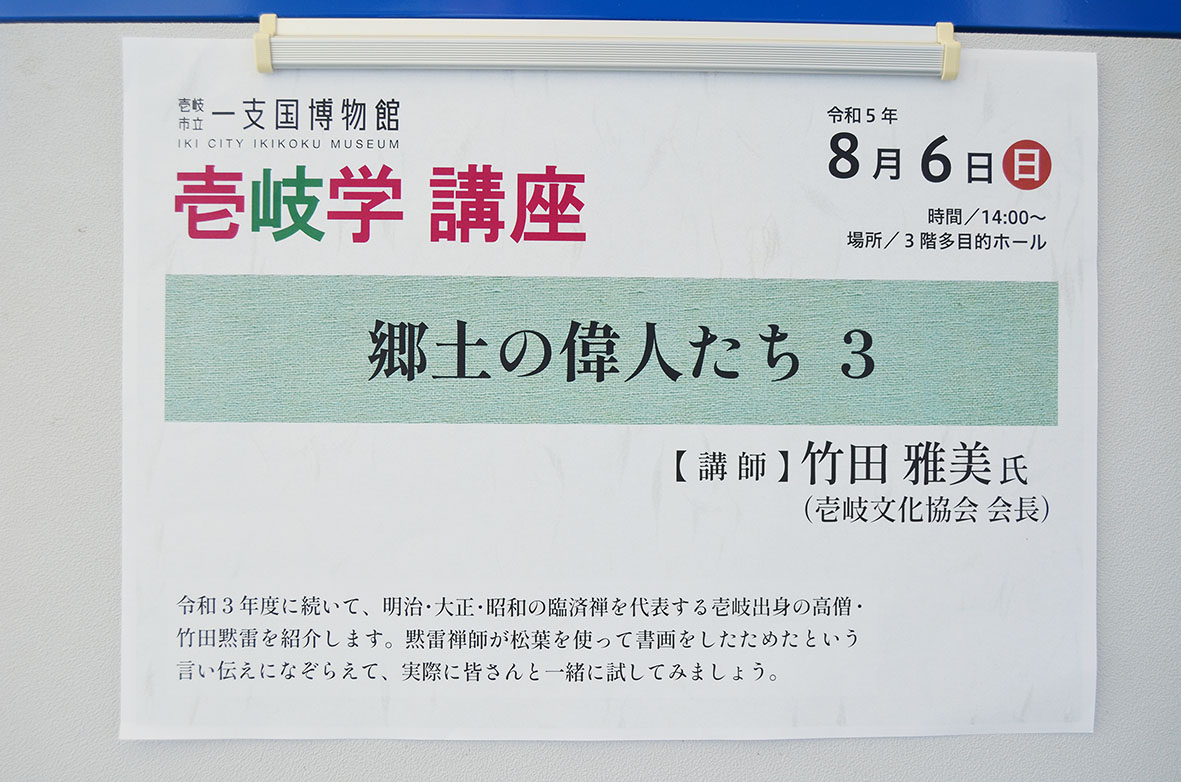 壱岐市立 一支国博物館
IKI CITY IKIKOKU MUSEUM
壱岐学 講座
令和5年
8月6日 日
時間／14:00〜
場所／3階多目的ホール
郷土の偉人たち 3
【講師】竹田 雅美氏
（壱岐文化協会 会長）
令和3年度に続いて、明治・大正・昭和の臨済禅を代表する壱岐出身の高僧・
竹田黙雷を紹介します。黙雷禅師が松葉を使って書画をしたためたという
言い伝えになぞらえて、実際に皆さんと一緒に試してみましょう。